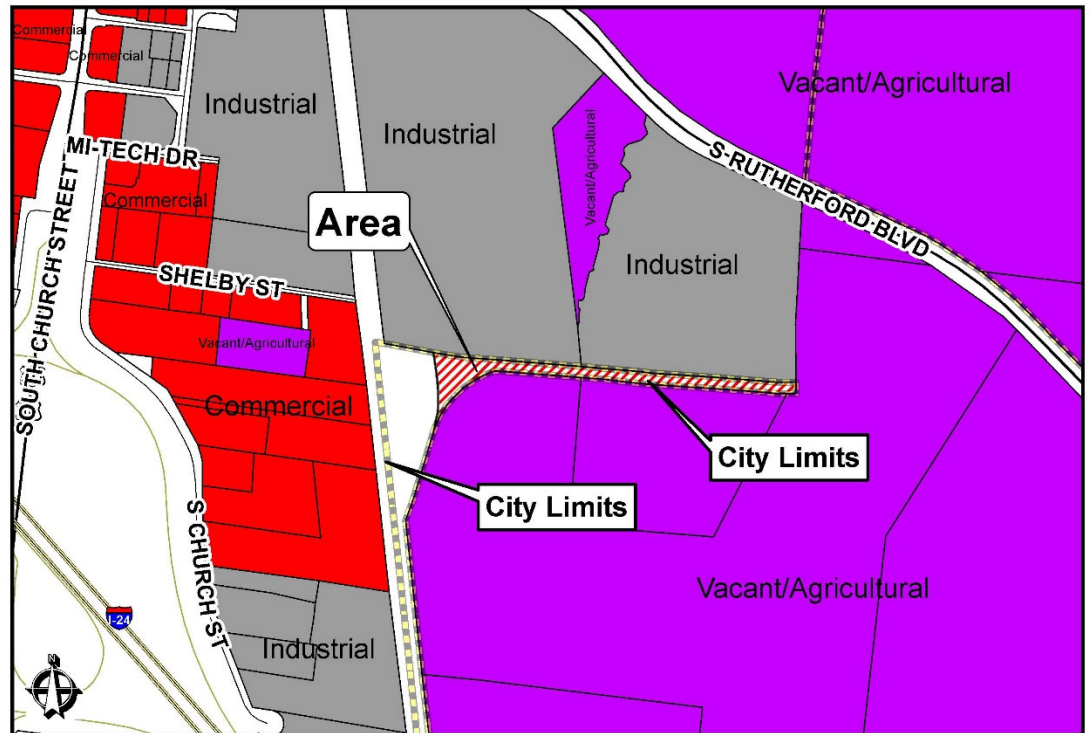 Commercial
Commercial
Industrial
Industrial
Vacant/Agricultural
Vacant/Agricultural
S RUTHERFORD BLVD
MI-TECH DR
Commercial
Area
Industrial
SHELBY ST
SOUTH CHURCH STREET
Vacant/Agricultural
Commercial
City Limits
City Limits
S CHURCH ST
Vacant/Agricultural
I-24
Industrial
N